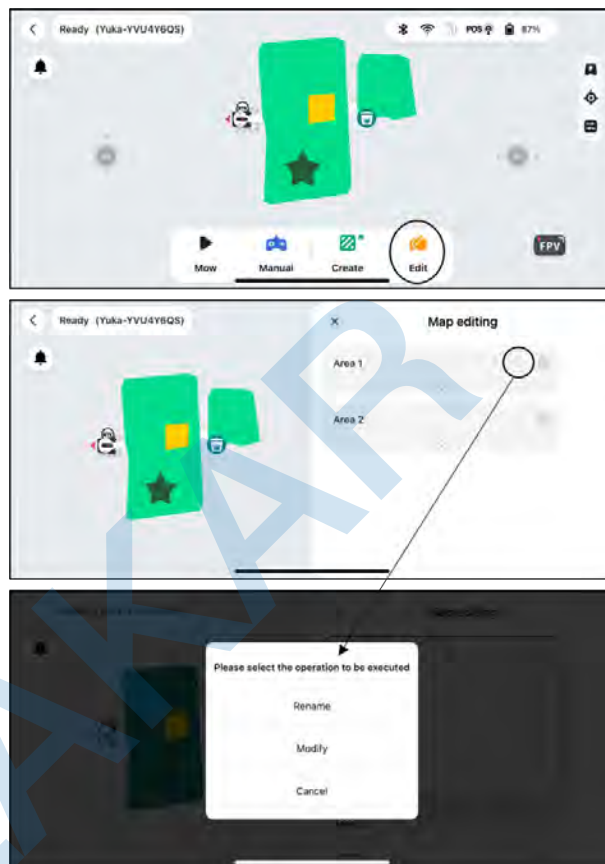 Ready (Yuka-YVU4Y6QS)
POS
87%
Mow
Manual
Create
Edit
FPV
Ready (Yuka-YVU4Y6QS)
Map editing
Area 1
Area 2
Please select the operation to be executed
Rename
Modify
Cancel
AKAR